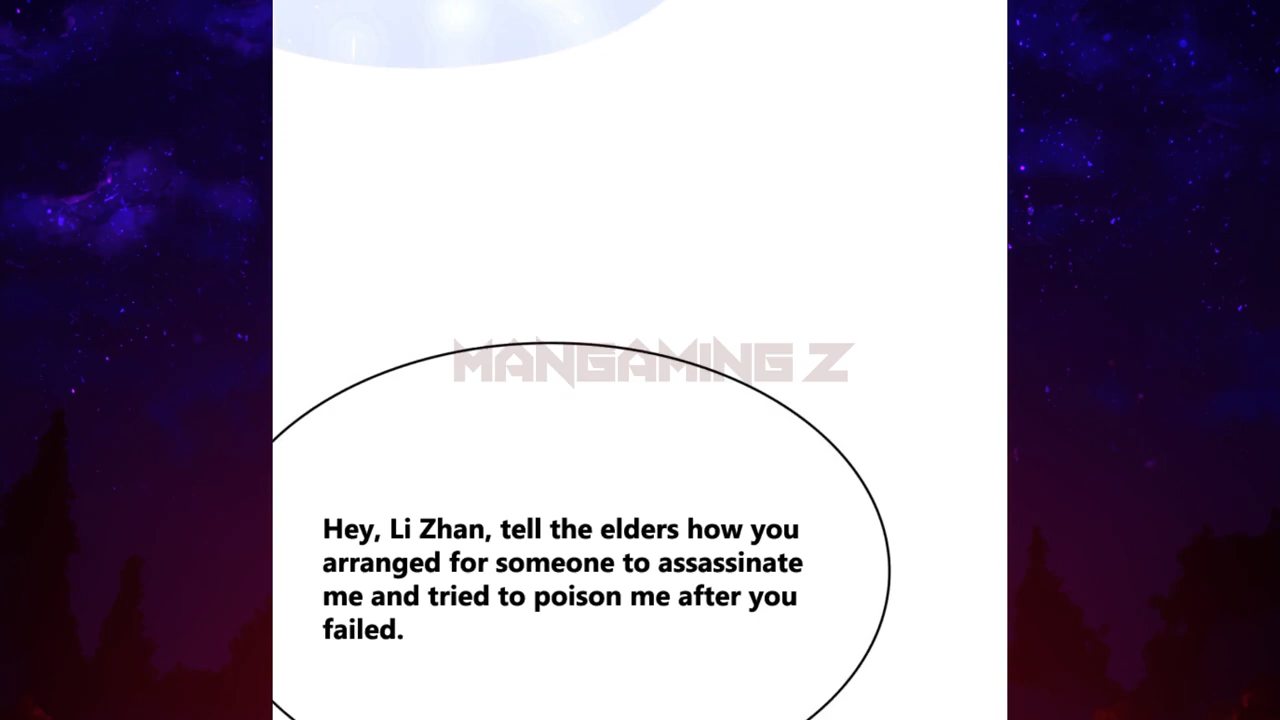 MANGAMING Z
Hey, Li Zhan, tell the elders how you
arranged for someone to assassinate
me and tried to poison me after you
failed.